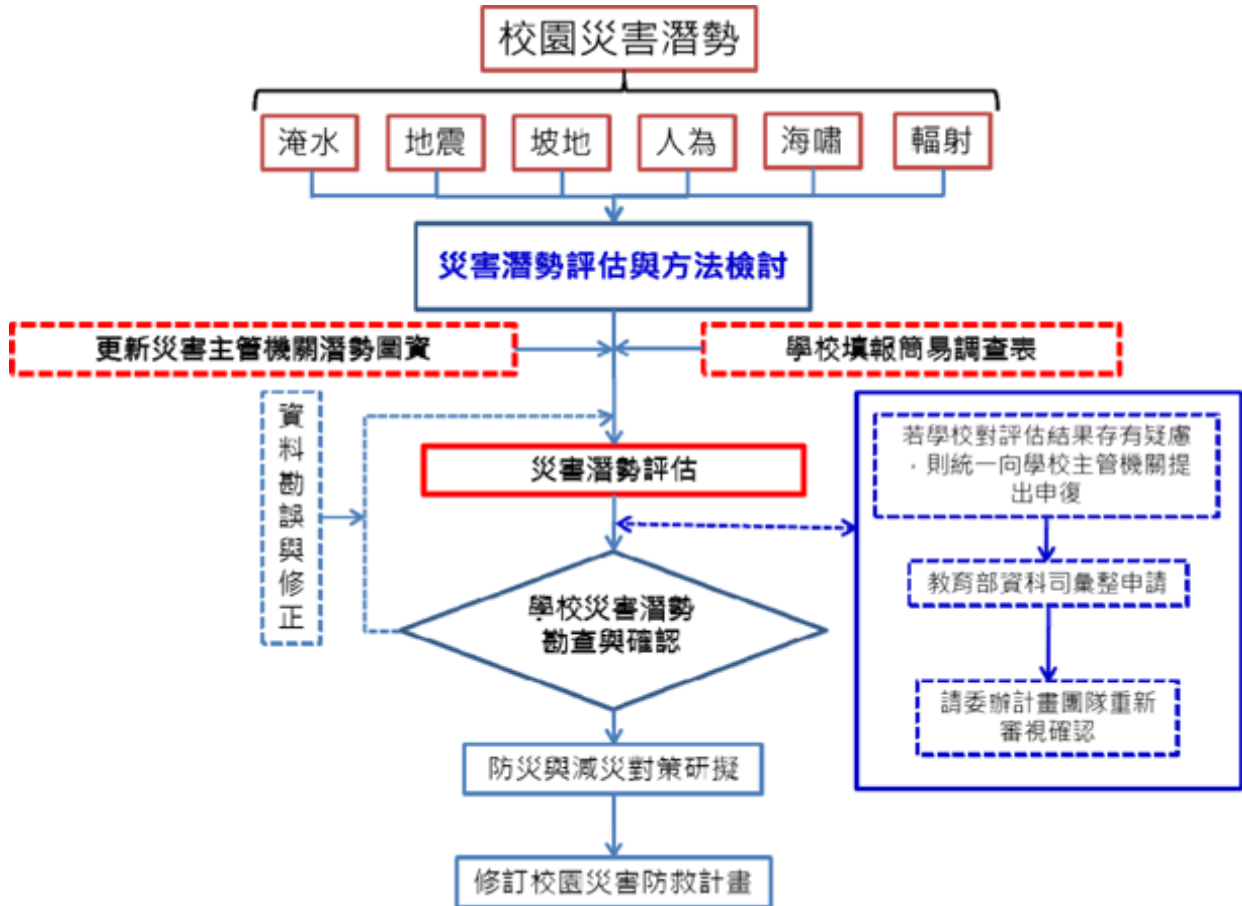 校園災害潛勢
淹水
地震
坡地
人為
海嘯
輻射
災害潛勢評估與方法檢討
更新災害主管機關潛勢圖資
學校填報簡易調查表
資料勘誤與修正
災害潛勢評估
若學校對評估結果存有疑慮
，則統一向學校主管機關提
出申復
教育部資科司彙整申請
請委辦計畫團隊重新
審視確認
學校災害潛勢
勘查與確認
防災與減災對策研擬
修訂校園災害防救計畫